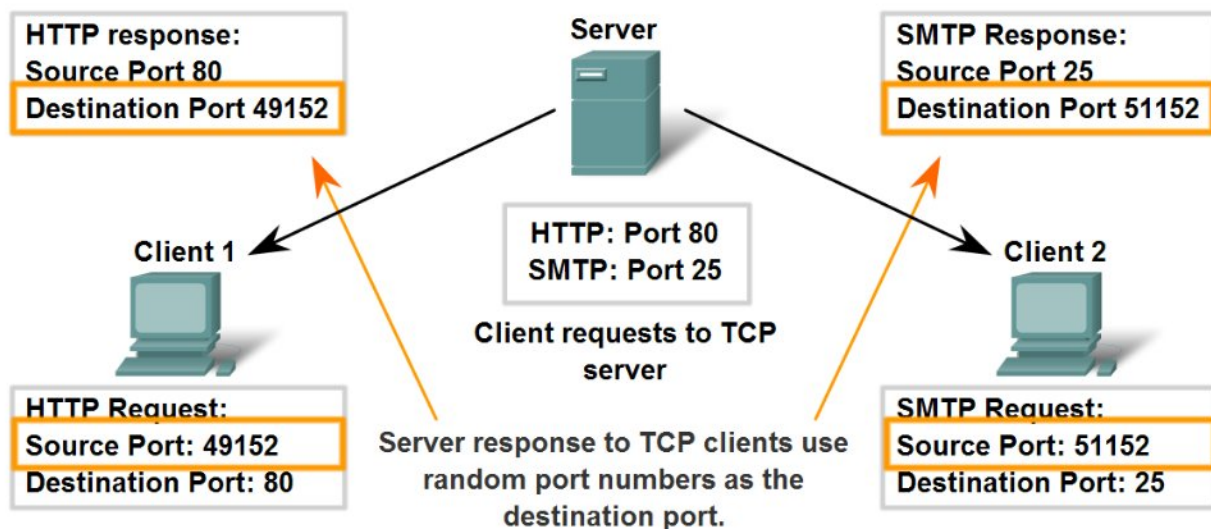 HTTP response:
Source Port 80
Destination Port 49152
Server
SMTP Response:
Source Port 25
Destination Port 51152
HTTP: Port 80
SMTP: Port 25
Client 1
Client 2
Client requests to TCP
server
HTTP Request:
Source Port: 49152
Destination Port: 80
Server response to TCP clients use
random port numbers as the
destination port.
SMTP Request:
Source Port: 51152
Destination Port: 25